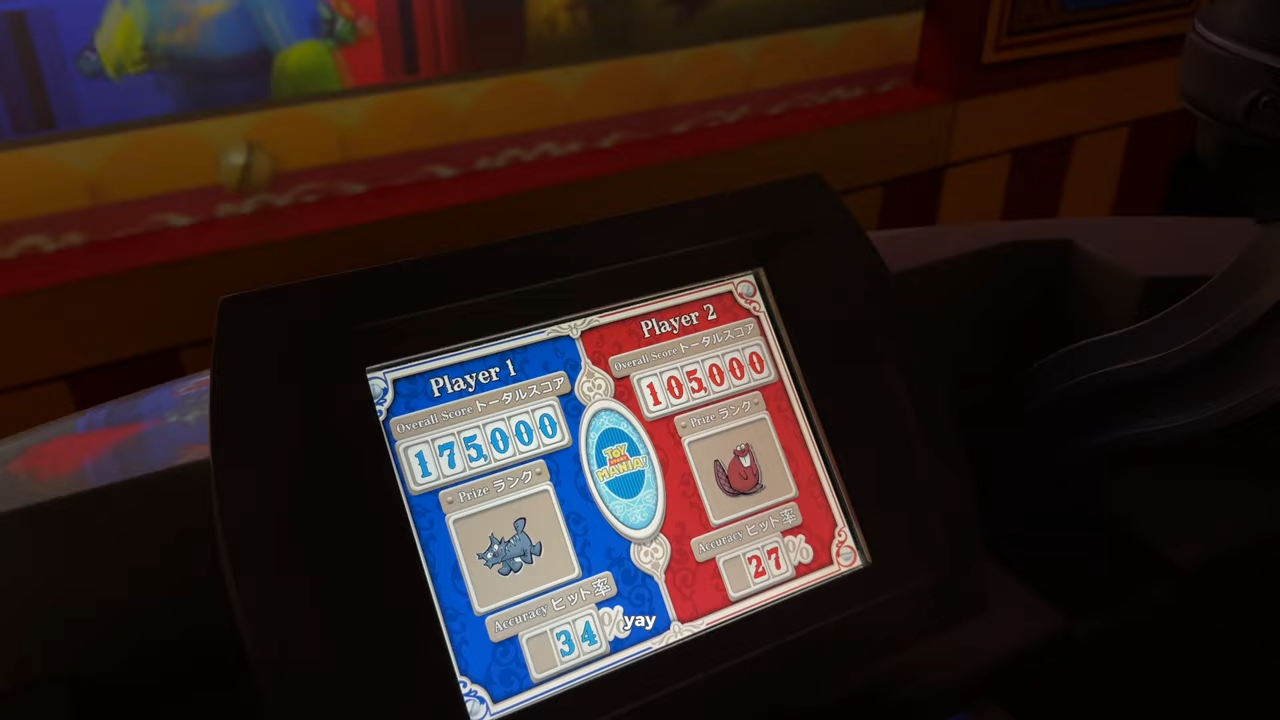 Player 1
Overall Score トータルスコア
175,000
Prize ランク
Accuracy ヒット率
34%
TOY STORY MANIA!
Player 2
Overall Score トータルスコア
105,000
Prize ランク
Accuracy ヒット率
27%
yay